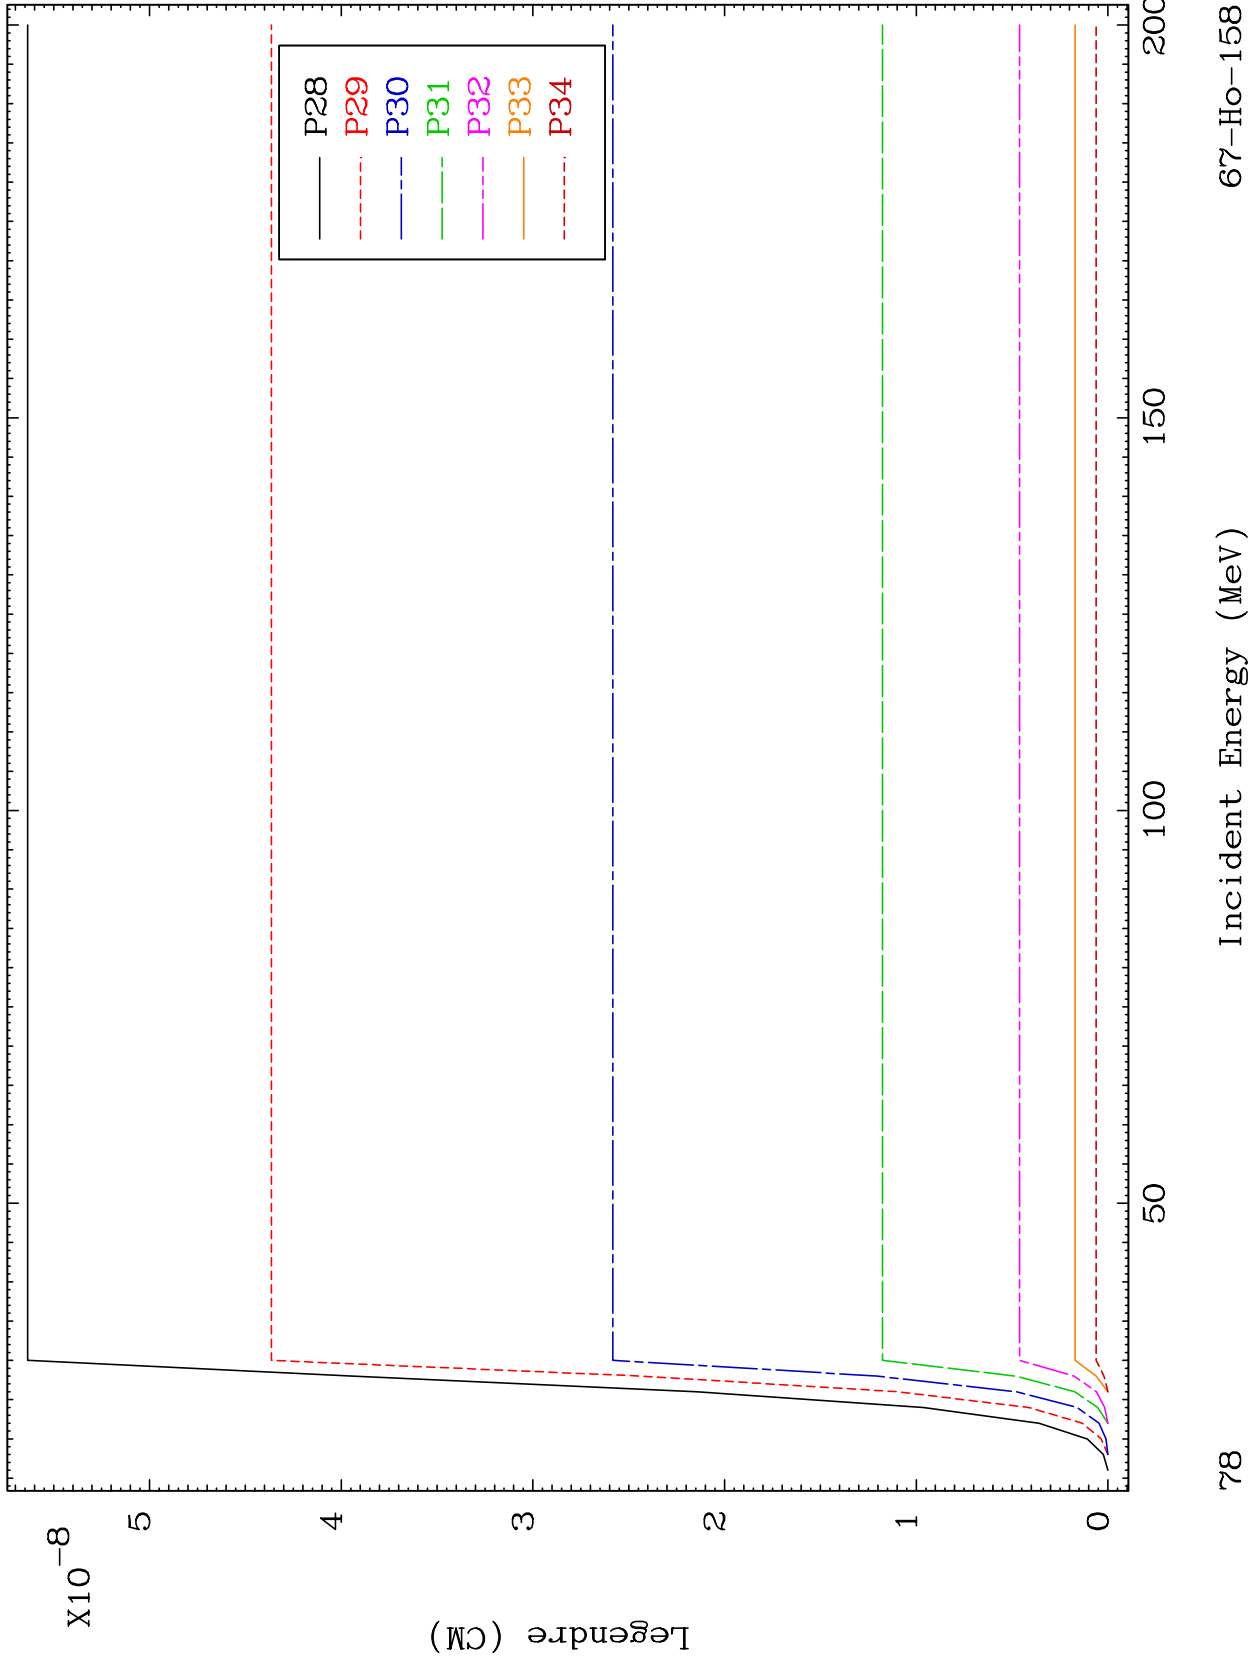 X10-8
Legendre (CM)
5
4
3
2
1
0
P28
P29
P30
P31
P32
P33
P34
50
100
150
200
Incident Energy (MeV)
78
67-Ho-158